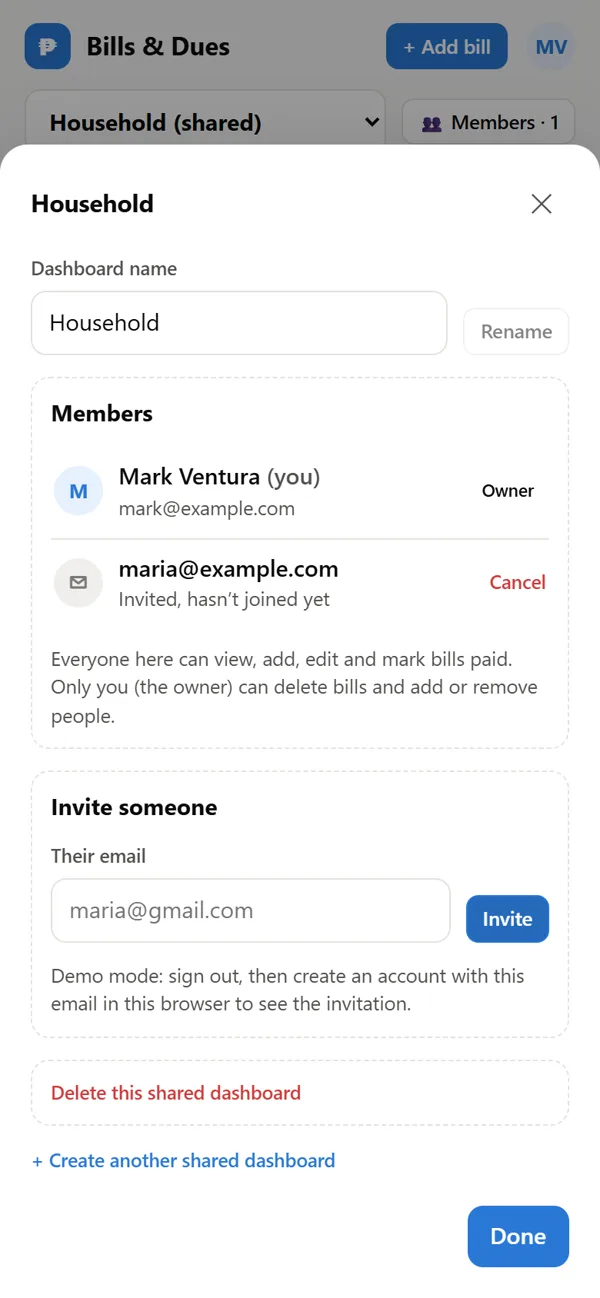 ₱ Bills & Dues + Add bill MV
Household (shared) Members · 1
Household
Dashboard name
Household
Rename
Members
M
Mark Ventura (you)
mark@example.com
Owner
maria@example.com
Invited, hasn’t joined yet
Cancel
Everyone here can view, add, edit and mark bills paid.
Only you (the owner) can delete bills and add or remove
people.
Invite someone
Their email
maria@gmail.com
Invite
Demo mode: sign out, then create an account with this
email in this browser to see the invitation.
Delete this shared dashboard
+ Create another shared dashboard
Done